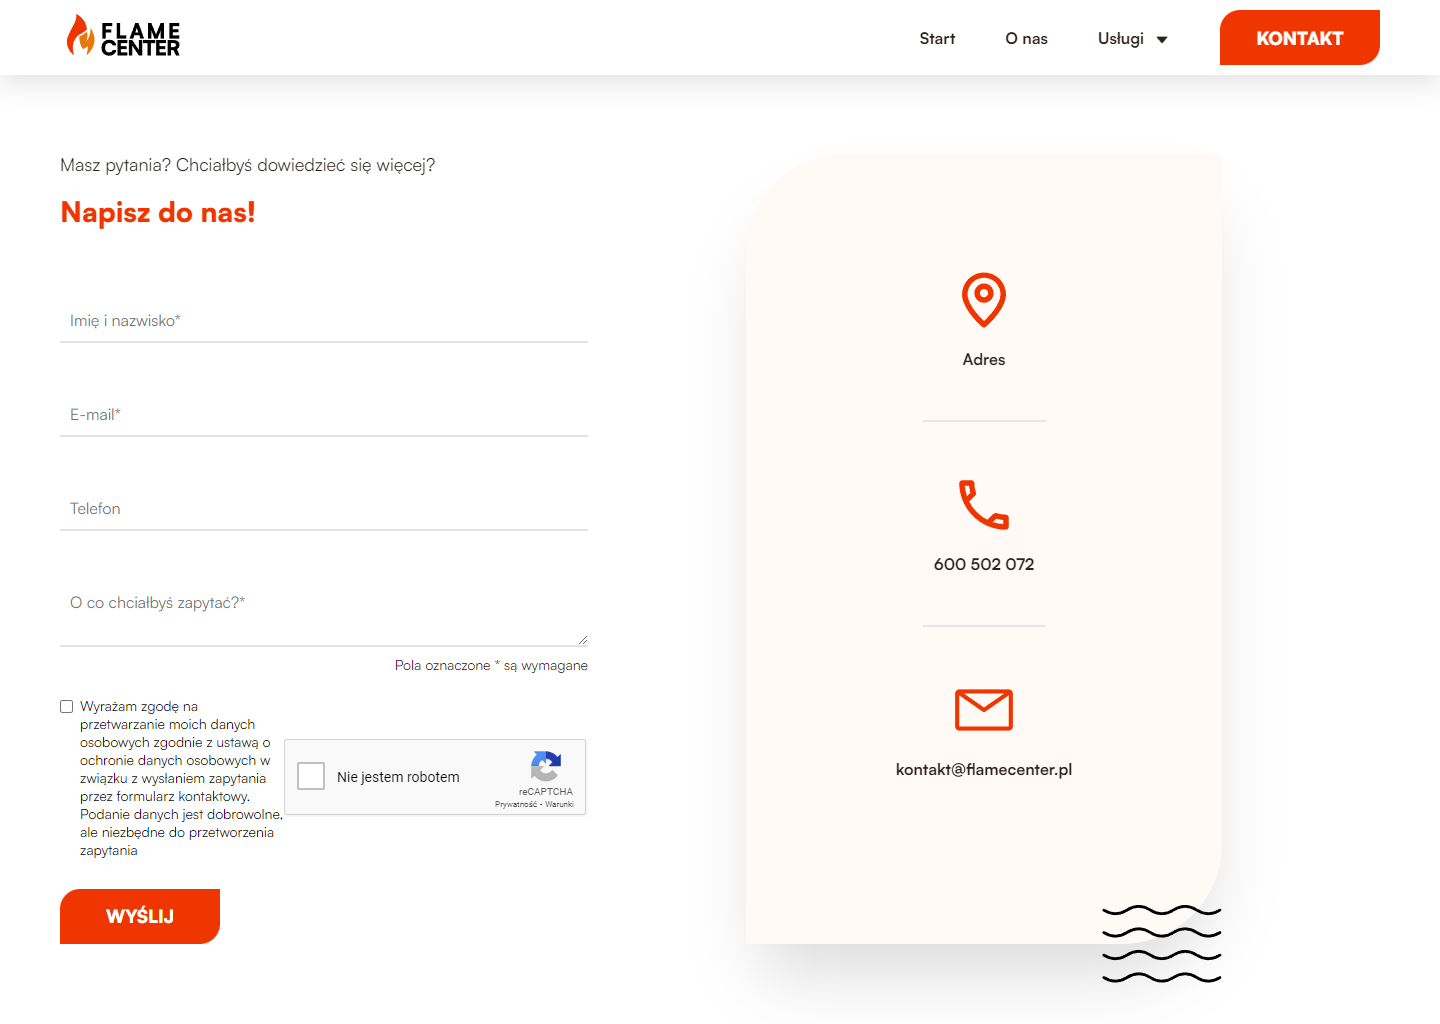 FLAME
CENTER
Start
O nas
Usługi
KONTAKT
Masz pytania? Chciałbyś dowiedzieć się więcej?
Napisz do nas!
Imię i nazwisko*
E-mail*
Telefon
O co chciałbyś zapytać?*
Pola oznaczone * są wymagane
Wyrażam zgodę na
przetwarzanie moich danych
osobowych zgodnie z ustawą o
ochronie danych osobowych w
związku z wysłaniem zapytania
przez formularz kontaktowy.
Podanie danych jest dobrowolne,
ale niezbędne do przetworzenia
zapytania
Nie jestem robotem
reCAPTCHA
Prywatność - Warunki
WYŚLIJ
Adres
600 502 072
kontakt@flamecenter.pl